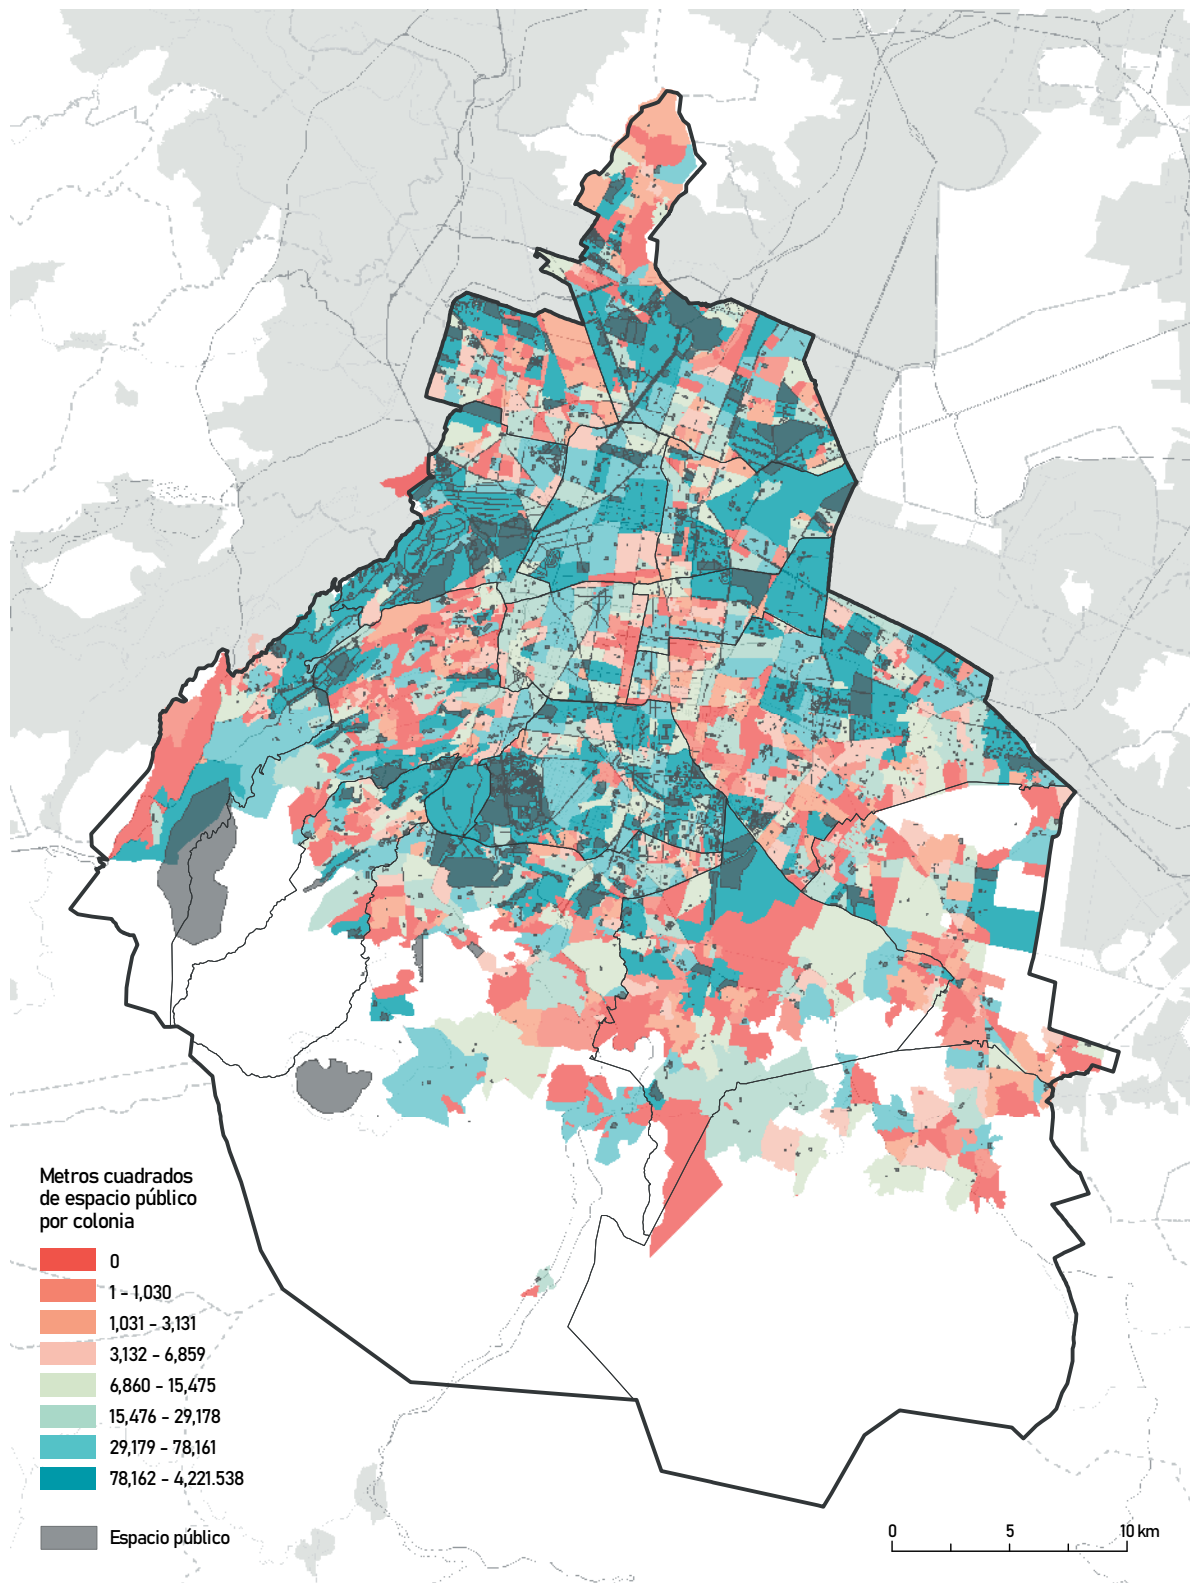 Metros cuadrados
de espacio público
por colonia
0
1 - 1,030
1,031 - 3,131
3,132 - 6,859
6,860 - 15,475
15,476 - 29,178
29,179 - 78,161
78,162 - 4,221.538
Espacio público
0 5 10 km